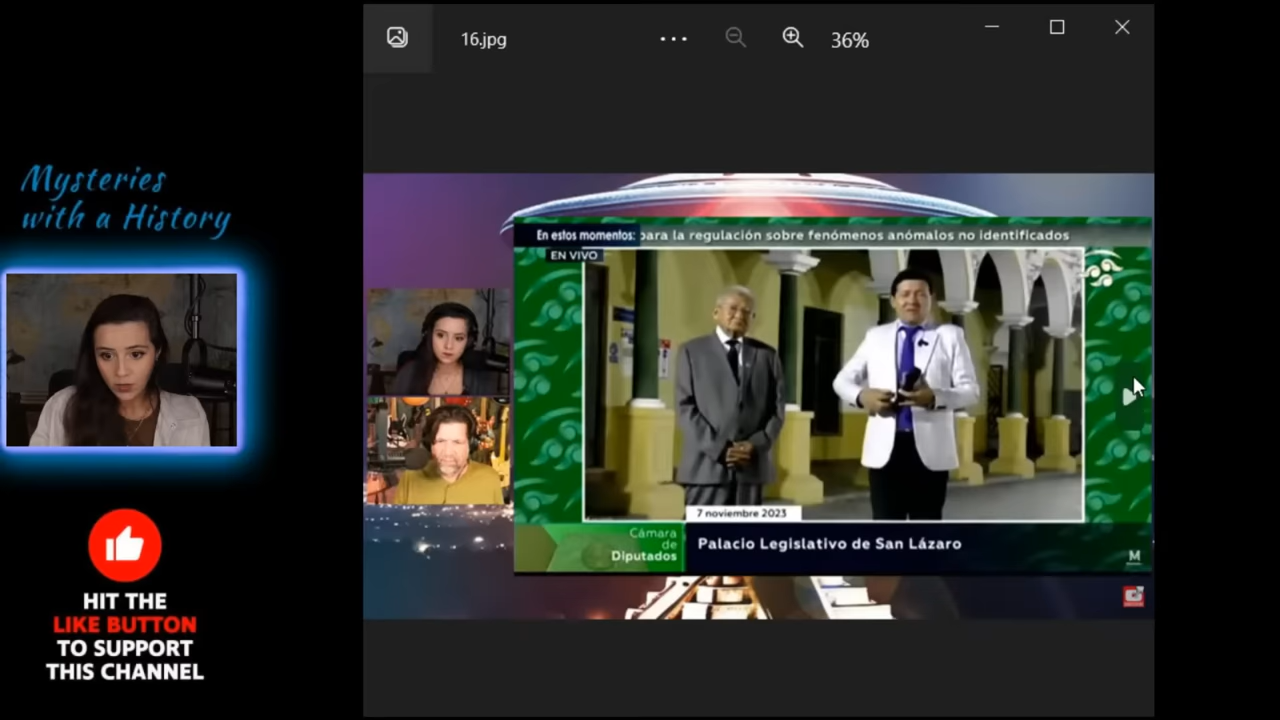 16.jpg
36%
Mysteries
with a History
En estos momentos: para la regulación sobre fenómenos anómalos no identificados
EN VIVO
7 noviembre 2023
Cámara
de
Diputados
Palacio Legislativo de San Lázaro
M
HIT THE
LIKE BUTTON
TO SUPPORT
THIS CHANNEL